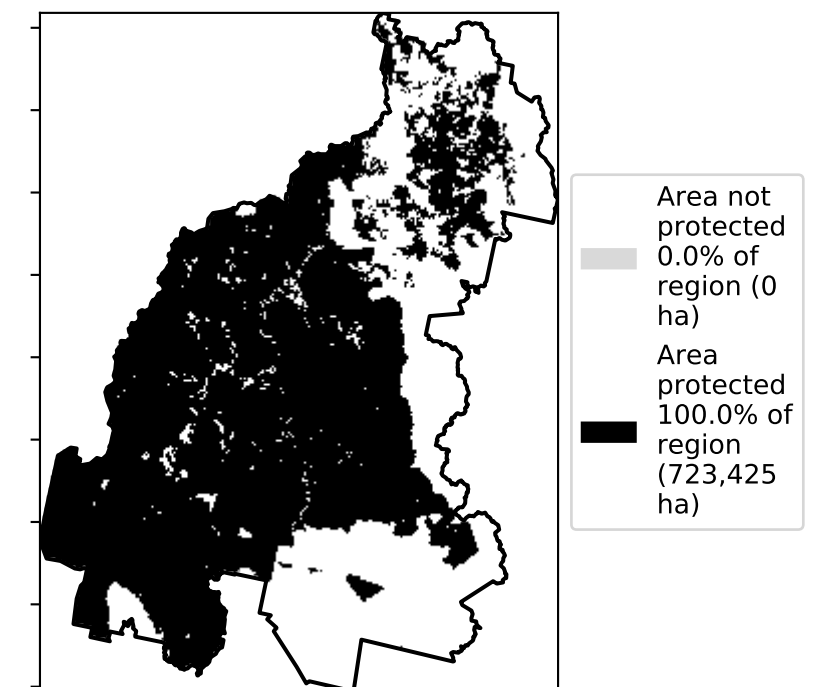 Area not
protected
0.0% of
region (0
ha)
Area
protected
100.0% of
region
(723,425
ha)